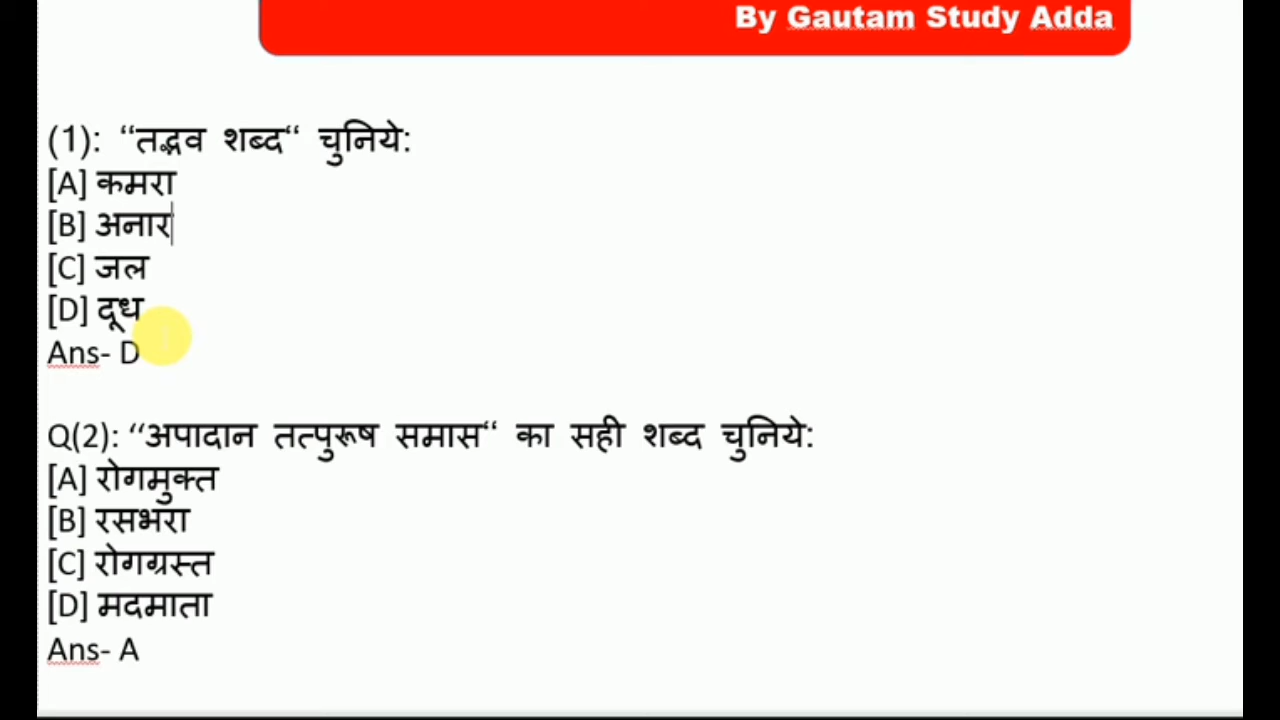 By Gautam Study Adda
(1): “तद्भव शब्द“ चुनिये:
[A] कमरा
[B] अनार
[C] जल
[D] दूध
Ans- D
Q(2): “अपादान तत्पुरूष समास“ का सही शब्द चुनिये:
[A] रोगमुक्त
[B] रसभरा
[C] रोगग्रस्त
[D] मदमाता
Ans- A